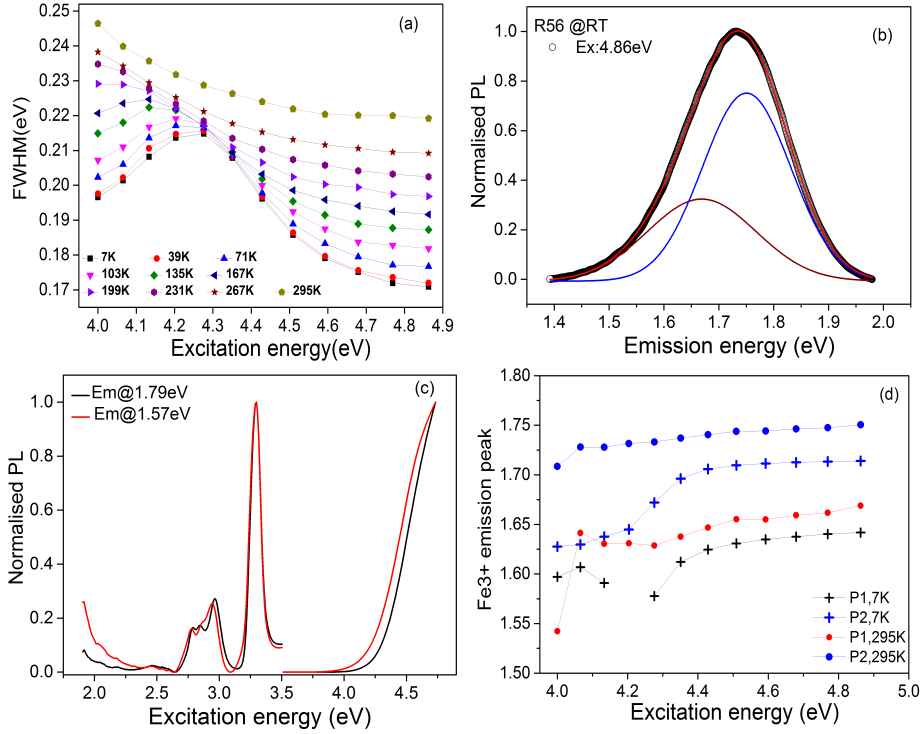 (a)
FWHM(eV)
0.25
0.24
0.23
0.22
0.21
0.20
0.19
0.18
0.17
7K 39K 71K
103K 135K 167K
199K 231K 267K 295K
4.0 4.1 4.2 4.3 4.4 4.5 4.6 4.7 4.8 4.9
Excitation energy(eV)
R56 @RT
Ex:4.86eV
(b)
Normalised PL
1.0
0.8
0.6
0.4
0.2
0.0
1.4 1.5 1.6 1.7 1.8 1.9 2.0
Emission energy (eV)
Em@1.79eV
Em@1.57eV
(c)
Normalised PL
1.0
0.8
0.6
0.4
0.2
0.0
2.0 2.5 3.0 3.5 4.0 4.5
Excitation energy (eV)
(d)
Fe3+ emission peak
1.80
1.75
1.70
1.65
1.60
1.55
1.50
P1,7K
P2,7K
P1,295K
P2,295K
4.0 4.2 4.4 4.6 4.8 5.0
Excitation energy (eV)